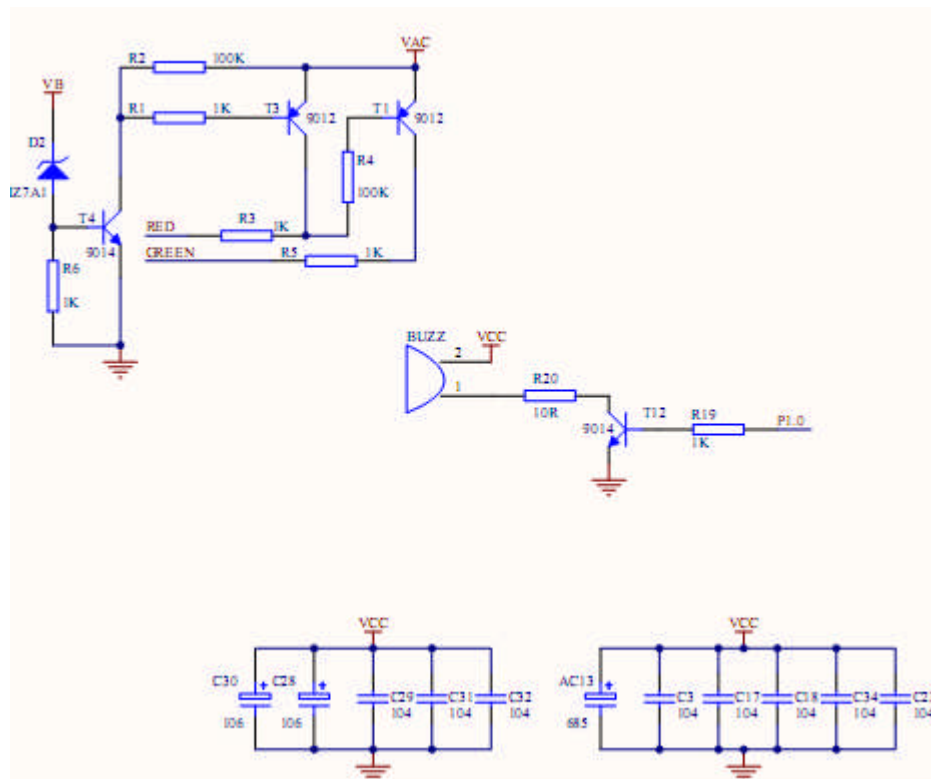 VAC
R2 100K
VB
R1 1K T3 9012 T1 9012
D2
R4
IZ7A1 100K
T4 RED R3 1K
9014 GREEN R5 1K
R6
1K
BUZZ VCC
2
1 R20
10R 9014 T12 R19 P1.0
1K
VCC VCC
C30 + C28 + C29 C31 C32 AC13 + C3 C17 C18 C34
106 106 104 104 104 685 104 104 104 104 104